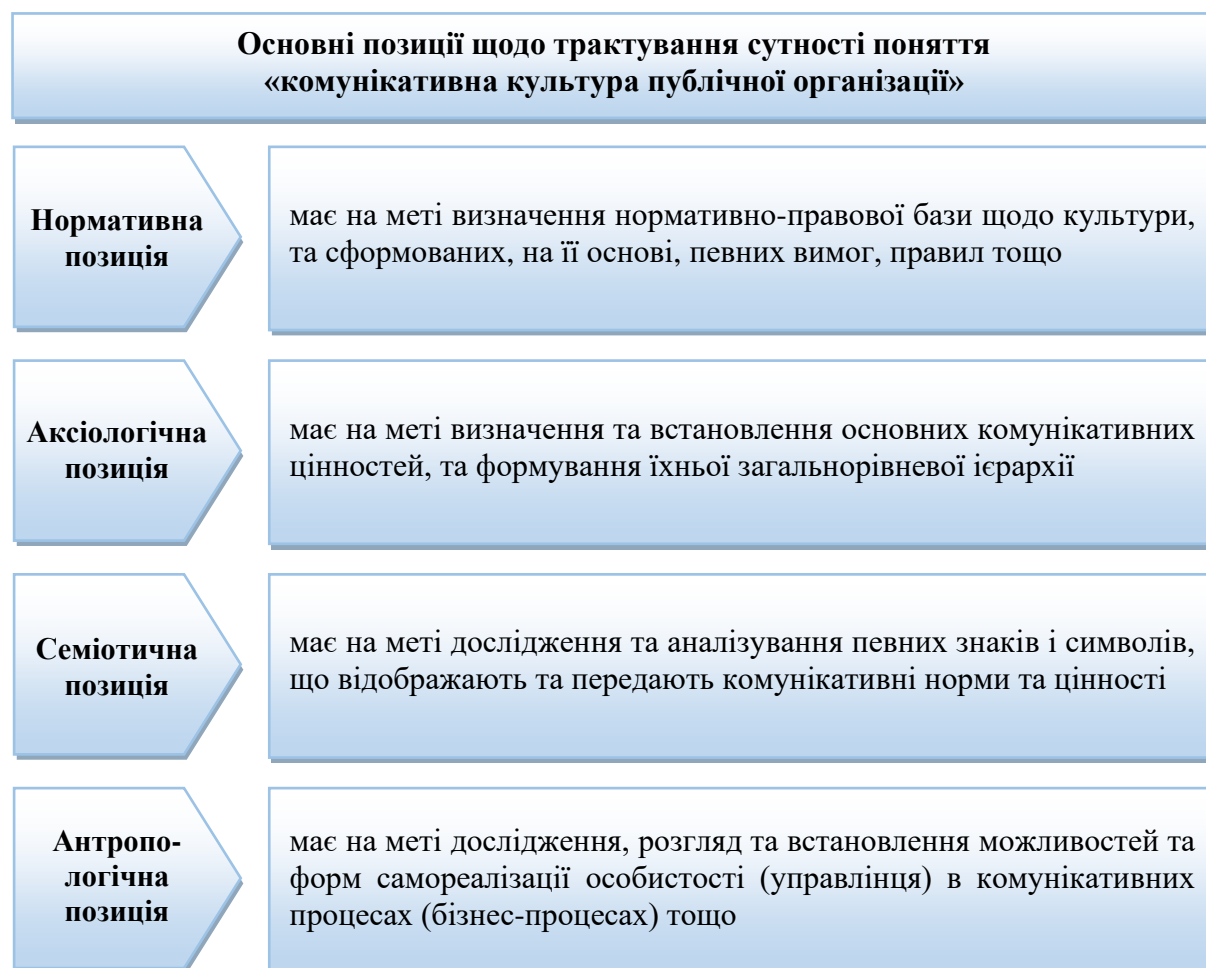 Основні позиції щодо трактування сутності поняття
«комунікативна культура публічної організації»
Нормативна
позиція
має на меті визначення нормативно-правової бази щодо культури,
та сформованих, на її основі, певних вимог, правил тощо
Аксіологічна
позиція
має на меті визначення та встановлення основних комунікативних
цінностей, та формування їхньої загальнорівневої ієрархії
Семіотична
позиція
має на меті дослідження та аналізування певних знаків і символів,
що відображають та передають комунікативні норми та цінності
Антропо-
логічна
позиція
має на меті дослідження, розгляд та встановлення можливостей та
форм самореалізації особистості (управлінця) в комунікативних
процесах (бізнес-процесах) тощо